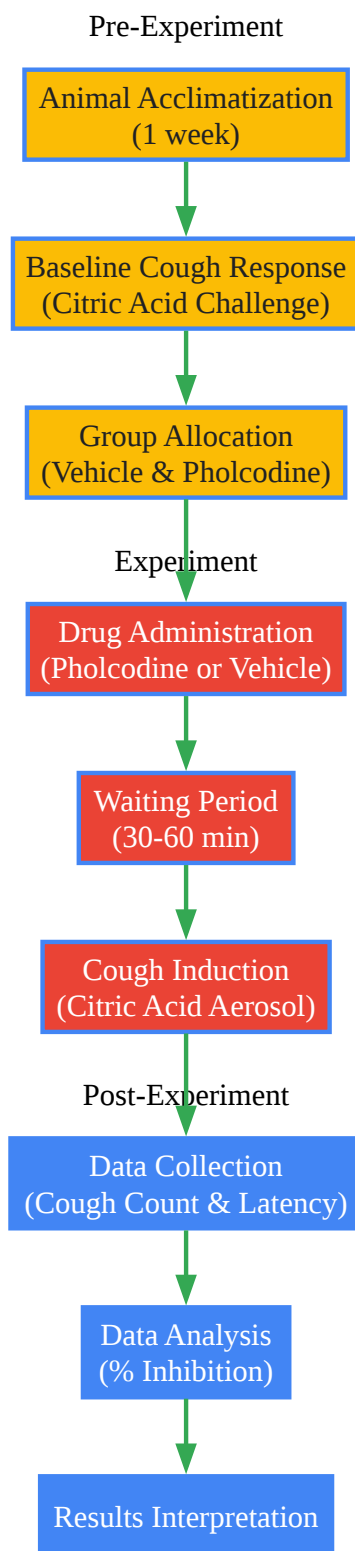 Pre-Experiment
Animal Acclimatization
(1 week)
Baseline Cough Response
(Citric Acid Challenge)
Group Allocation
(Vehicle & Pholcodine)
Experiment
Drug Administration
(Pholcodine or Vehicle)
Waiting Period
(30-60 min)
Cough Induction
(Citric Acid Aerosol)
Post-Experiment
Data Collection
(Cough Count & Latency)
Data Analysis
(% Inhibition)
Results Interpretation